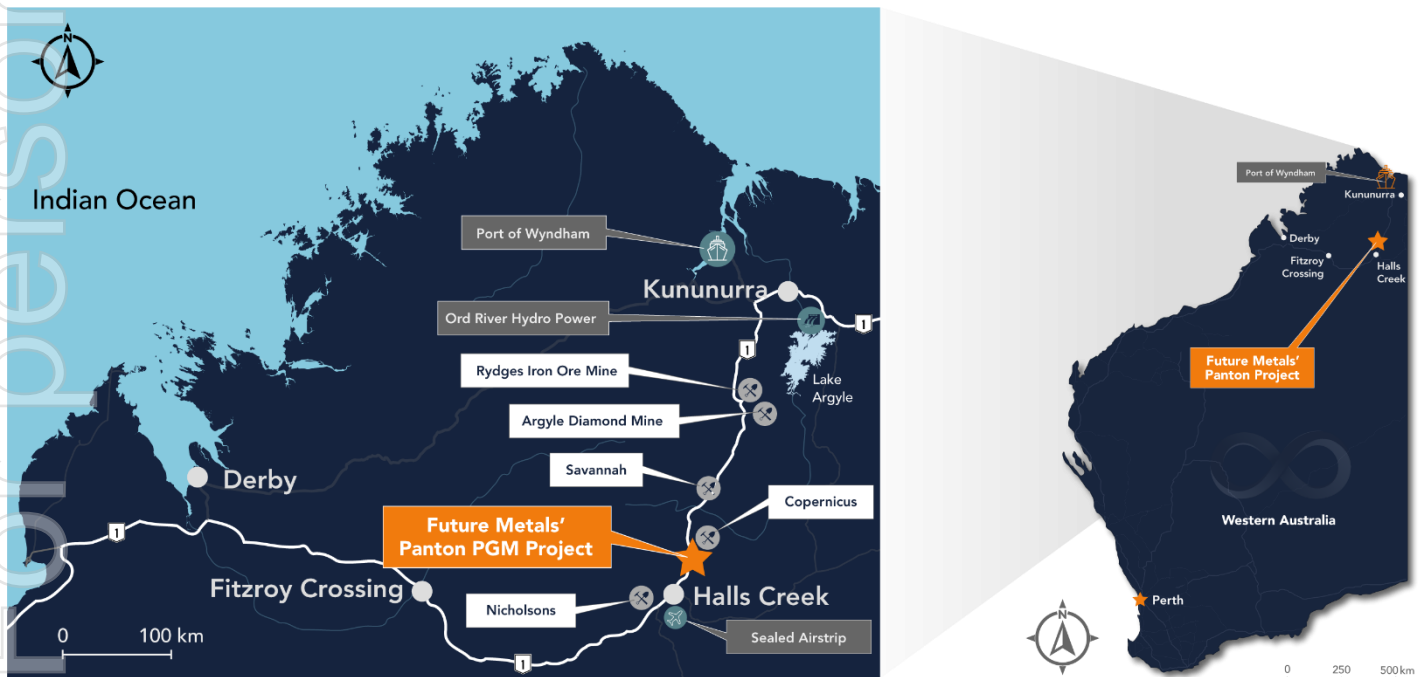 For person
N
Indian Ocean
Port of Wyndham
Kununurra
Ord River Hydro Power
1
1
Rydges Iron Ore Mine
Lake
Argyle
Argyle Diamond Mine
Savannah
Derby
Copernicus
1
Future Metals’
Panton PGM Project
Fitzroy Crossing
Nicholsons
Halls Creek
Sealed Airstrip
0 100 km
1
Port of Wyndham
Kununurra
Derby
Fitzroy
Crossing
Halls
Creek
Future Metals’
Panton Project
Western Australia
Perth
N
0 250 500km